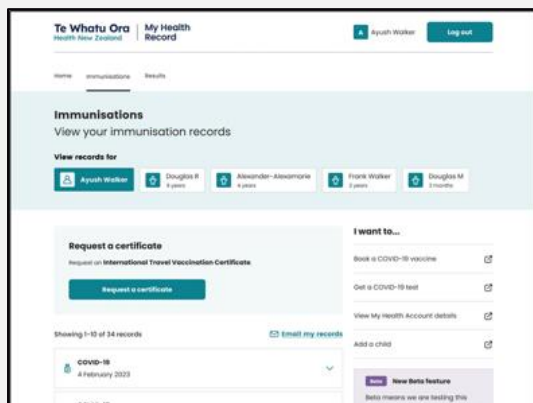 Te Whatu Ora
Health New Zealand
My Health
Record
A Ayush Walker
Log out
Home Immunisations Results
Immunisations
View your immunisation records
View records for
Ayush Walker
Douglas R
8 years
Alexander-Alexamarie
4 years
Frank Walker
2 years
Douglas M
3 months
Request a certificate
Request an International Travel Vaccination Certificate
Request a certificate
Showing 1-10 of 34 records
Email my records
COVID-19
4 February 2023
I want to...
Book a COVID-19 vaccine
Get a COVID-19 test
View My Health Account details
Add a child
Beta New Beta feature
Beta means we are testing this